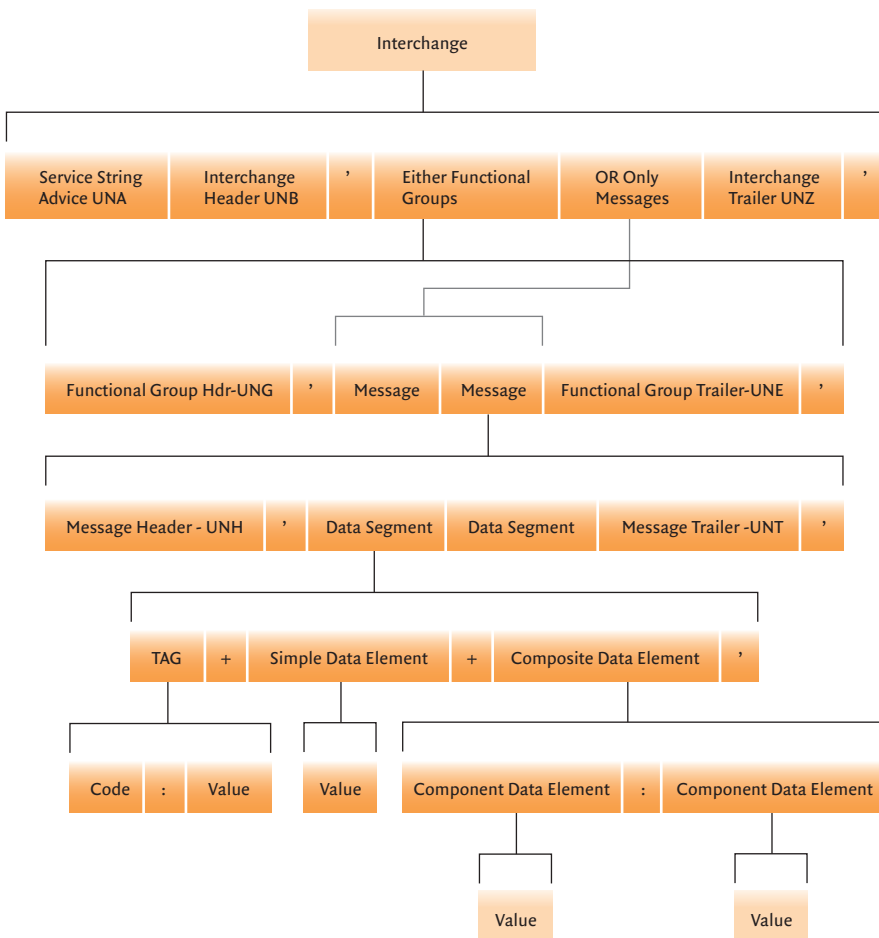 Interchange
Service String
Advice UNA
Interchange
Header UNB
’
Either Functional
Groups
OR Only
Messages
Interchange
Trailer UNZ
’
Functional Group Hdr-UNG
’
Message
Message
Functional Group Trailer-UNE
’
Message Header - UNH
’
Data Segment
Data Segment
Message Trailer -UNT
’
TAG
+
Simple Data Element
+
Composite Data Element
’
Code
:
Value
Value
Component Data Element
:
Component Data Element
Value
Value